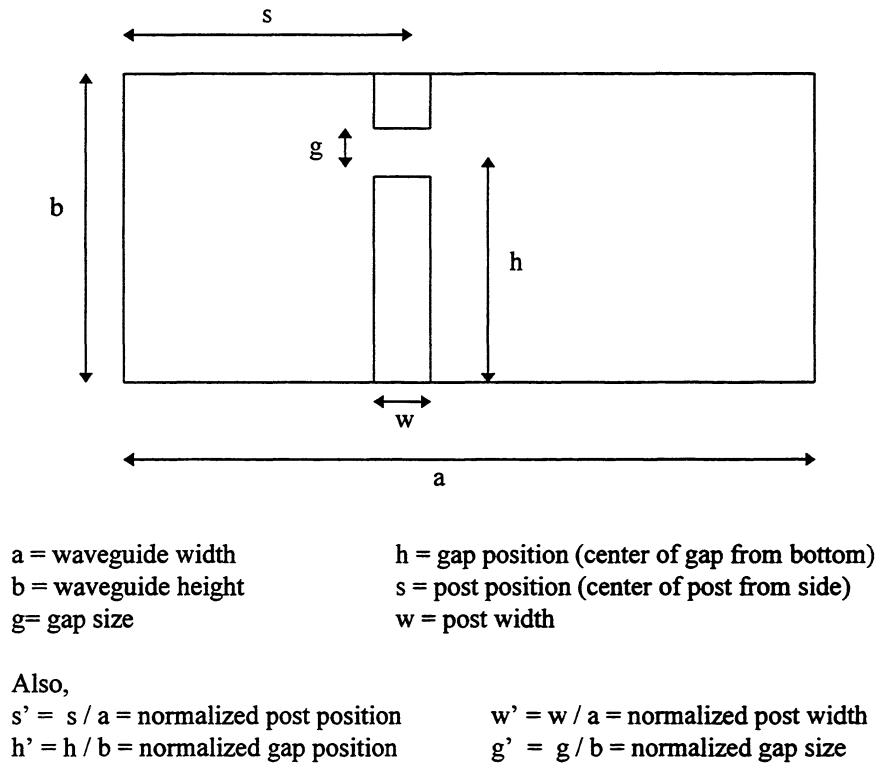 s
g
b
h
w
a
a = waveguide width h = gap position (center of gap from bottom)
b = waveguide height s = post position (center of post from side)
g= gap size w = post width
Also,
s' = s / a = normalized post position w' = w / a = normalized post width
h' = h / b = normalized gap position g' = g / b = normalized gap size